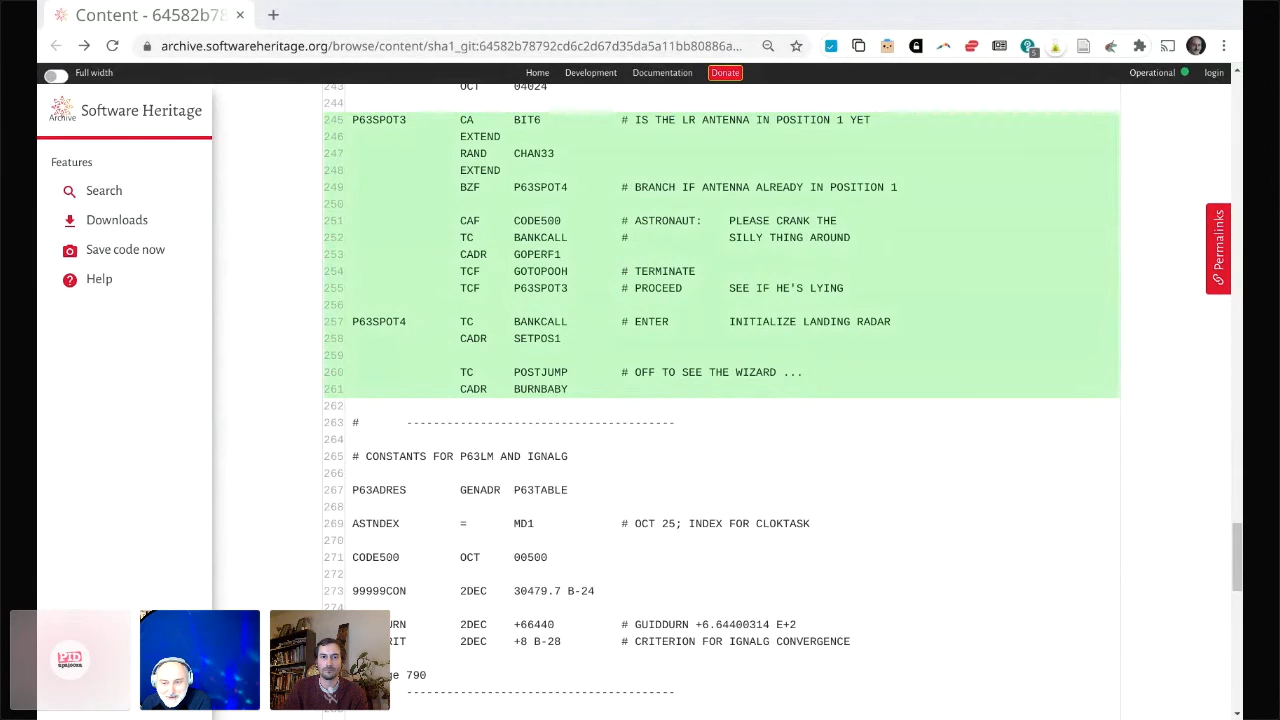 Content - 64582b78
archive.softwareheritage.org/browse/content/sha1_git:64582b78792cd6c2d67d35da5a11bb80886a...
5
Full width
Home Development Documentation Donate Operational login
Archive Software Heritage
Features
Search
Downloads
Save code now
Help
Permalinks
243 OCT 04024
244
245 P63SPOT3 CA BIT6 # IS THE LR ANTENNA IN POSITION 1 YET
246 EXTEND
247 RAND CHAN33
248 EXTEND
249 BZF P63SPOT4 # BRANCH IF ANTENNA ALREADY IN POSITION 1
250
251 CAF CODE500 # ASTRONAUT: PLEASE CRANK THE
252 TC BANKCALL # SILLY THING AROUND
253 CADR GOPERF1
254 TCF GOTOPOOH # TERMINATE
255 TCF P63SPOT3 # PROCEED SEE IF HE'S LYING
256
257 P63SPOT4 TC BANKCALL # ENTER INITIALIZE LANDING RADAR
258 CADR SETPOS1
259
260 TC POSTJUMP # OFF TO SEE THE WIZARD ...
261 CADR BURNBABY
262
263 # ----------------------------------------
264
265 # CONSTANTS FOR P63LM AND IGNALG
266
267 P63ADRES GENADR P63TABLE
268
269 ASTNDEX = MD1 # OCT 25; INDEX FOR CLOKTASK
270
271 CODE500 OCT 00500
272
273 99999CON 2DEC 30479.7 B-24
274
URN 2DEC +66440 # GUIDDURN +6.64400314 E+2
RIT 2DEC +8 B-28 # CRITERION FOR IGNALG CONVERGENCE
e 790
----------------------------------------
PID